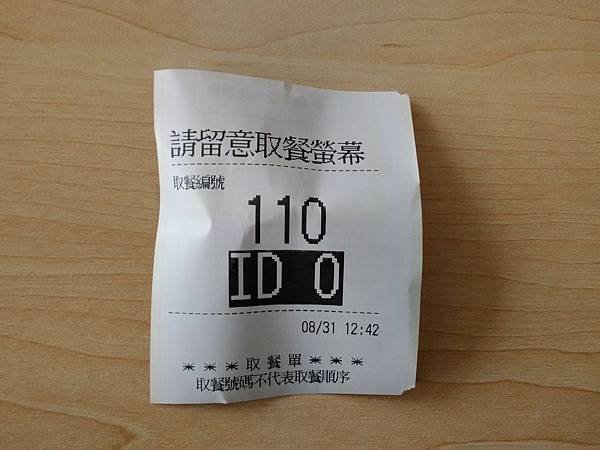 請留意取餐螢幕
取餐編號
110
ID 0
08/31 12:42
＊＊＊取餐單＊＊＊
取餐號碼不代表取餐順序